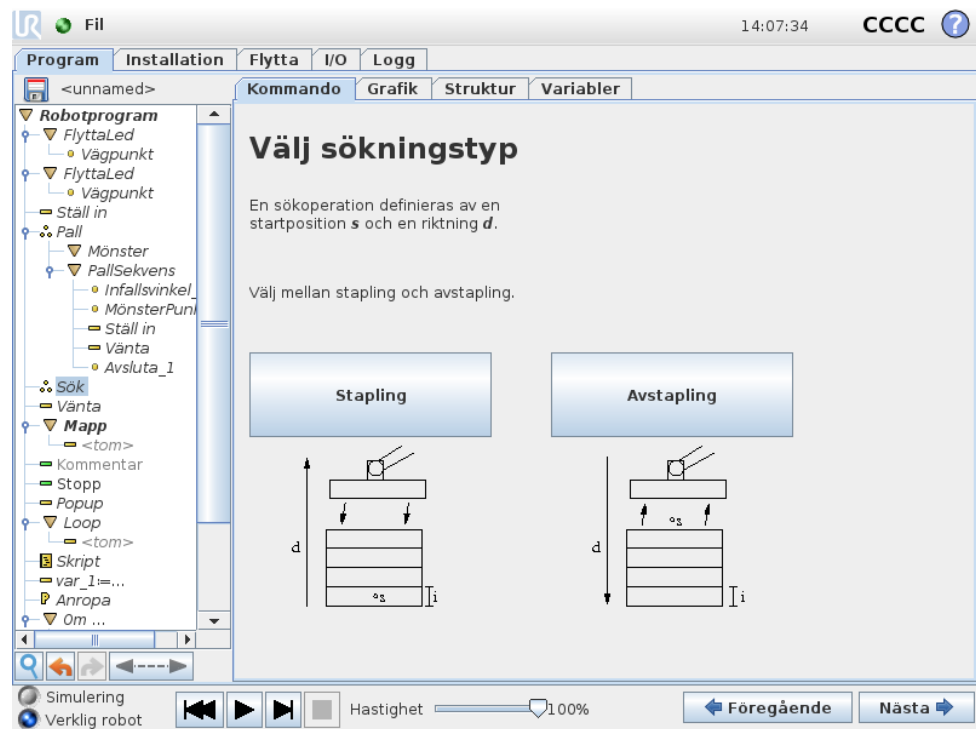 UR Fil 14:07:34 CCCC ?
Program Installation Flytta I/O Logg
<unnamed>
Kommando Grafik Struktur Variabler
Robotprogram
FlyttaLed
Vägpunkt
FlyttaLed
Vägpunkt
Ställ in
Pall
Mönster
PallSekvens
Infallsvinkel_
MönsterPun
Ställ in
Vänta
Avsluta_1
Sök
Vänta
Mapp
<tom>
Kommentar
Stopp
Popup
Loop
<tom>
Skript
var_1:=...
P Anropa
Om ...
Välj sökningstyp
En sökoperation definieras av en
startposition s och en riktning d.
Välj mellan stapling och avstapling.
Stapling
Avstapling
d
s
i
d
s
i
Simulering
Verklig robot
Hastighet 100%
Föregående
Nästa